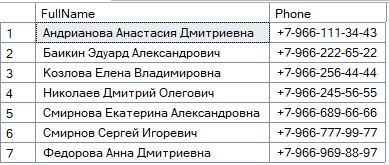 FullName Phone
1 Андрианова Анастасия Дмитриевна +7-966-111-34-43
2 Баикин Эдуард Александрович +7-966-222-65-22
3 Козлова Елена Владимировна +7-966-256-44-44
4 Николаев Дмитрий Олегович +7-966-245-56-55
5 Смирнова Екатерина Александровна +7-966-689-66-66
6 Смирнов Сергей Игоревич +7-966-777-99-77
7 Федорова Анна Дмитриевна +7-966-969-88-97